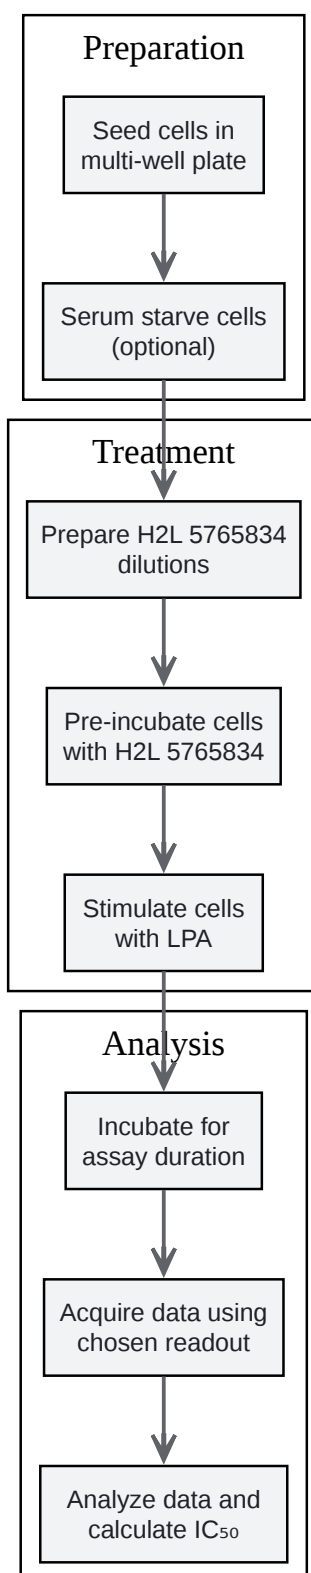 Preparation
Seed cells in
multi-well plate
Serum starve cells
(optional)
Treatment
Prepare H2L 5765834
dilutions
Pre-incubate cells
with H2L 5765834
Stimulate cells
with LPA
Analysis
Incubate for
assay duration
Acquire data using
chosen readout
Analyze data and
calculate IC₅₀